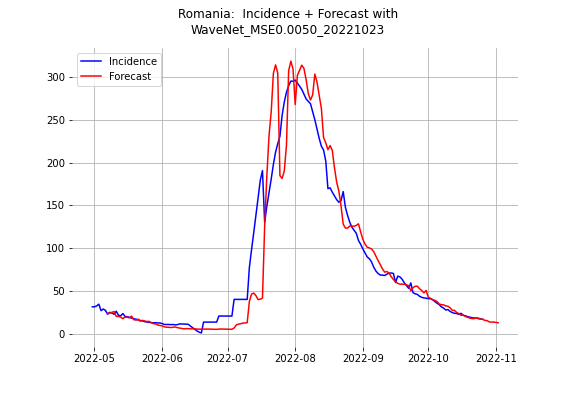 Romania:  Incidence + Forecast with
WaveNet_MSE0.0050_20221023
Incidence
Forecast
300
250
200
150
100
50
0
2022-05 2022-06 2022-07 2022-08 2022-09 2022-10 2022-11